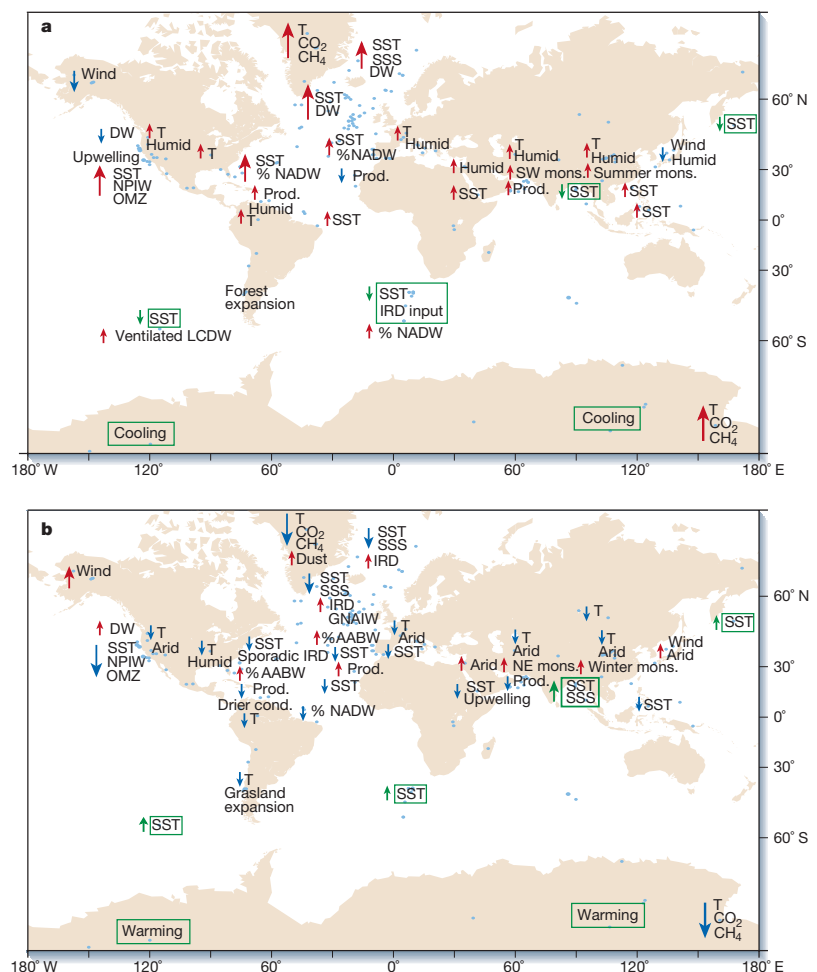 a
T
CO2
CH4
SST
SSS
DW
Wind
SST
DW
60° N
SST
DW
T
Humid
T
Upwelling
SST
NPIW
OMZ
SST
% NADW
SST
%NADW
T
Humid
Prod.
Humid
T
Humid
SW mons.
Prod.
T
Humid
Summer mons.
Wind
Humid
30°
Prod.
Humid
T
SST
SST
SST
SST
SST
0°
30°
Forest
expansion
SST
IRD input
% NADW
SST
Ventilated LCDW
60° S
Cooling
Cooling
T
CO2
CH4
180° W
120°
60°
0°
60°
120°
180° E
b
T
CO2
CH4
Dust
SST
SSS
IRD
Wind
SST
SSS
IRD
GNAIW
60° N
T
SST
DW
SST
NPIW
OMZ
T
Arid
T
Humid
SST
Sporadic IRD
%AABW
Prod.
Drier cond.
T
%AABW
SST
Prod.
SST
% NADW
T
Arid
SST
T
Arid
NE mons.
Prod.
Arid
SST
Upwelling
T
Arid
Winter mons.
SST
SSS
Wind
Arid
30°
SST
0°
30°
T
Grasland
expansion
SST
SST
60° S
Warming
Warming
T
CO2
CH4
180° W
120°
60°
0°
60°
120°
180° E